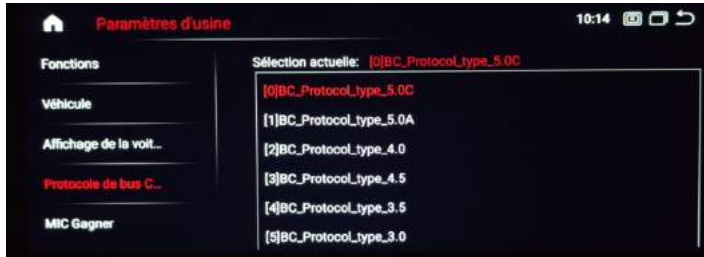 Paramètres d'usine
10:14
Fonctions
Véhicule
Affichage de la voit...
Protocole de bus C...
MIC Gagner
Sélection actuelle: [0]BC_Protocol_type_5.0C
[0]BC_Protocol_type_5.0C
[1]BC_Protocol_type_5.0A
[2]BC_Protocol_type_4.0
[3]BC_Protocol_type_4.5
[4]BC_Protocol_type_3.5
[5]BC_Protocol_type_3.0